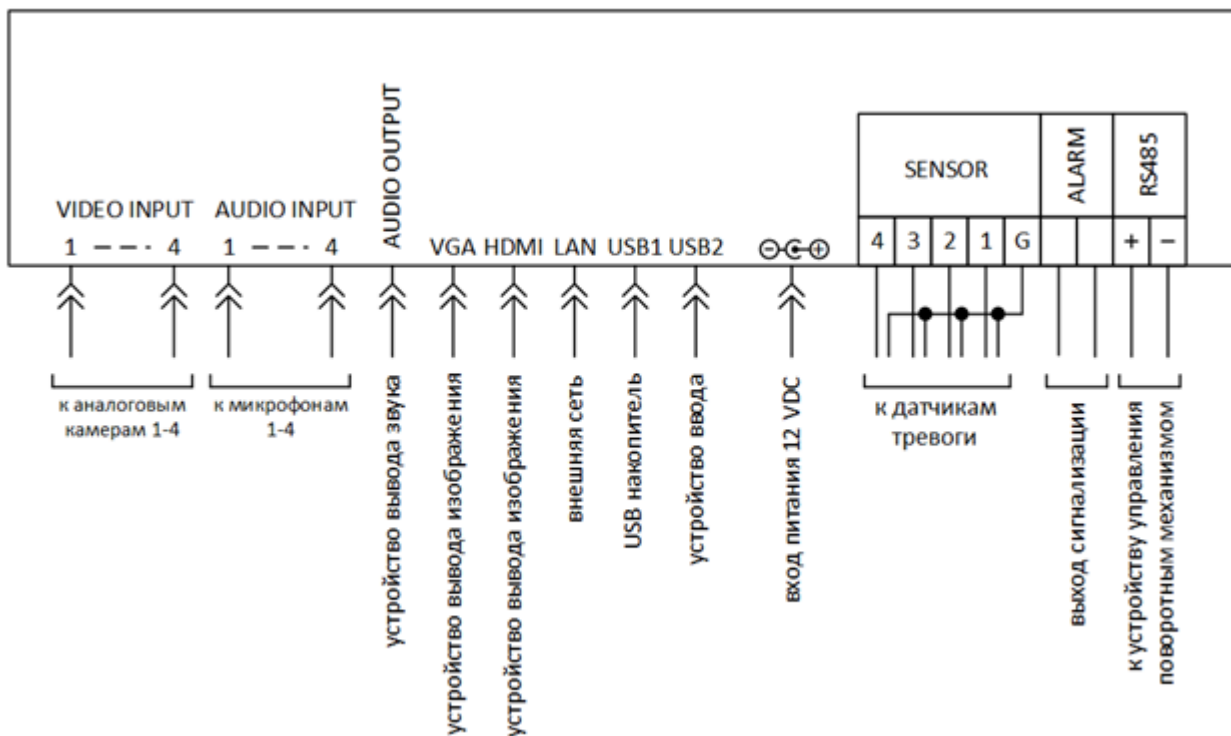 AUDIO OUTPUT
SENSOR
ALARM
RS485
VIDEO INPUT
AUDIO INPUT
1
4
1
4
VGA
HDMI
LAN
USB1
USB2
4
3
2
1
G
+
−
к аналоговым
камерам 1-4
к микрофонам
1-4
устройство вывода звука
устройство вывода изображения
устройство вывода изображения
внешняя сеть
USB накопитель
устройство ввода
вход питания 12 VDC
к датчикам
тревоги
выход сигнализации
к устройству управления
поворотным механизмом